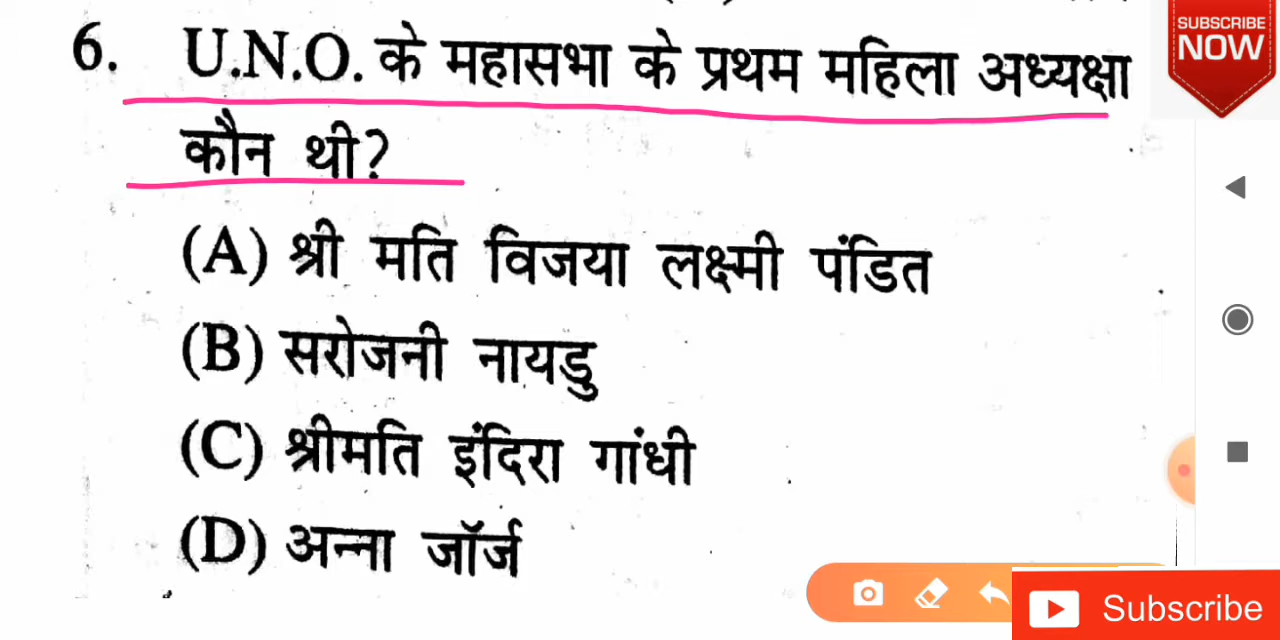 SUBSCRIBE
NOW
6. U.N.O. के महासभा के प्रथम महिला अध्यक्षा
कौन थी?
(A) श्री मति विजया लक्ष्मी पंडित
(B) सरोजनी नायडु
(C) श्रीमति इंदिरा गांधी
(D) अन्ना जॉर्ज
Subscribe